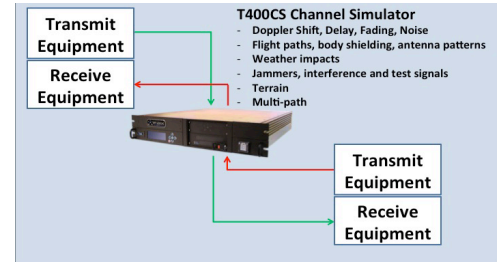 Transmit
Equipment
Receive
Equipment
T400CS Channel Simulator
- Doppler Shift, Delay, Fading, Noise
- Flight paths, body shielding, antenna patterns
- Weather impacts
- Jammers, interference and test signals
- Terrain
- Multi-path
Transmit
Equipment
Receive
Equipment